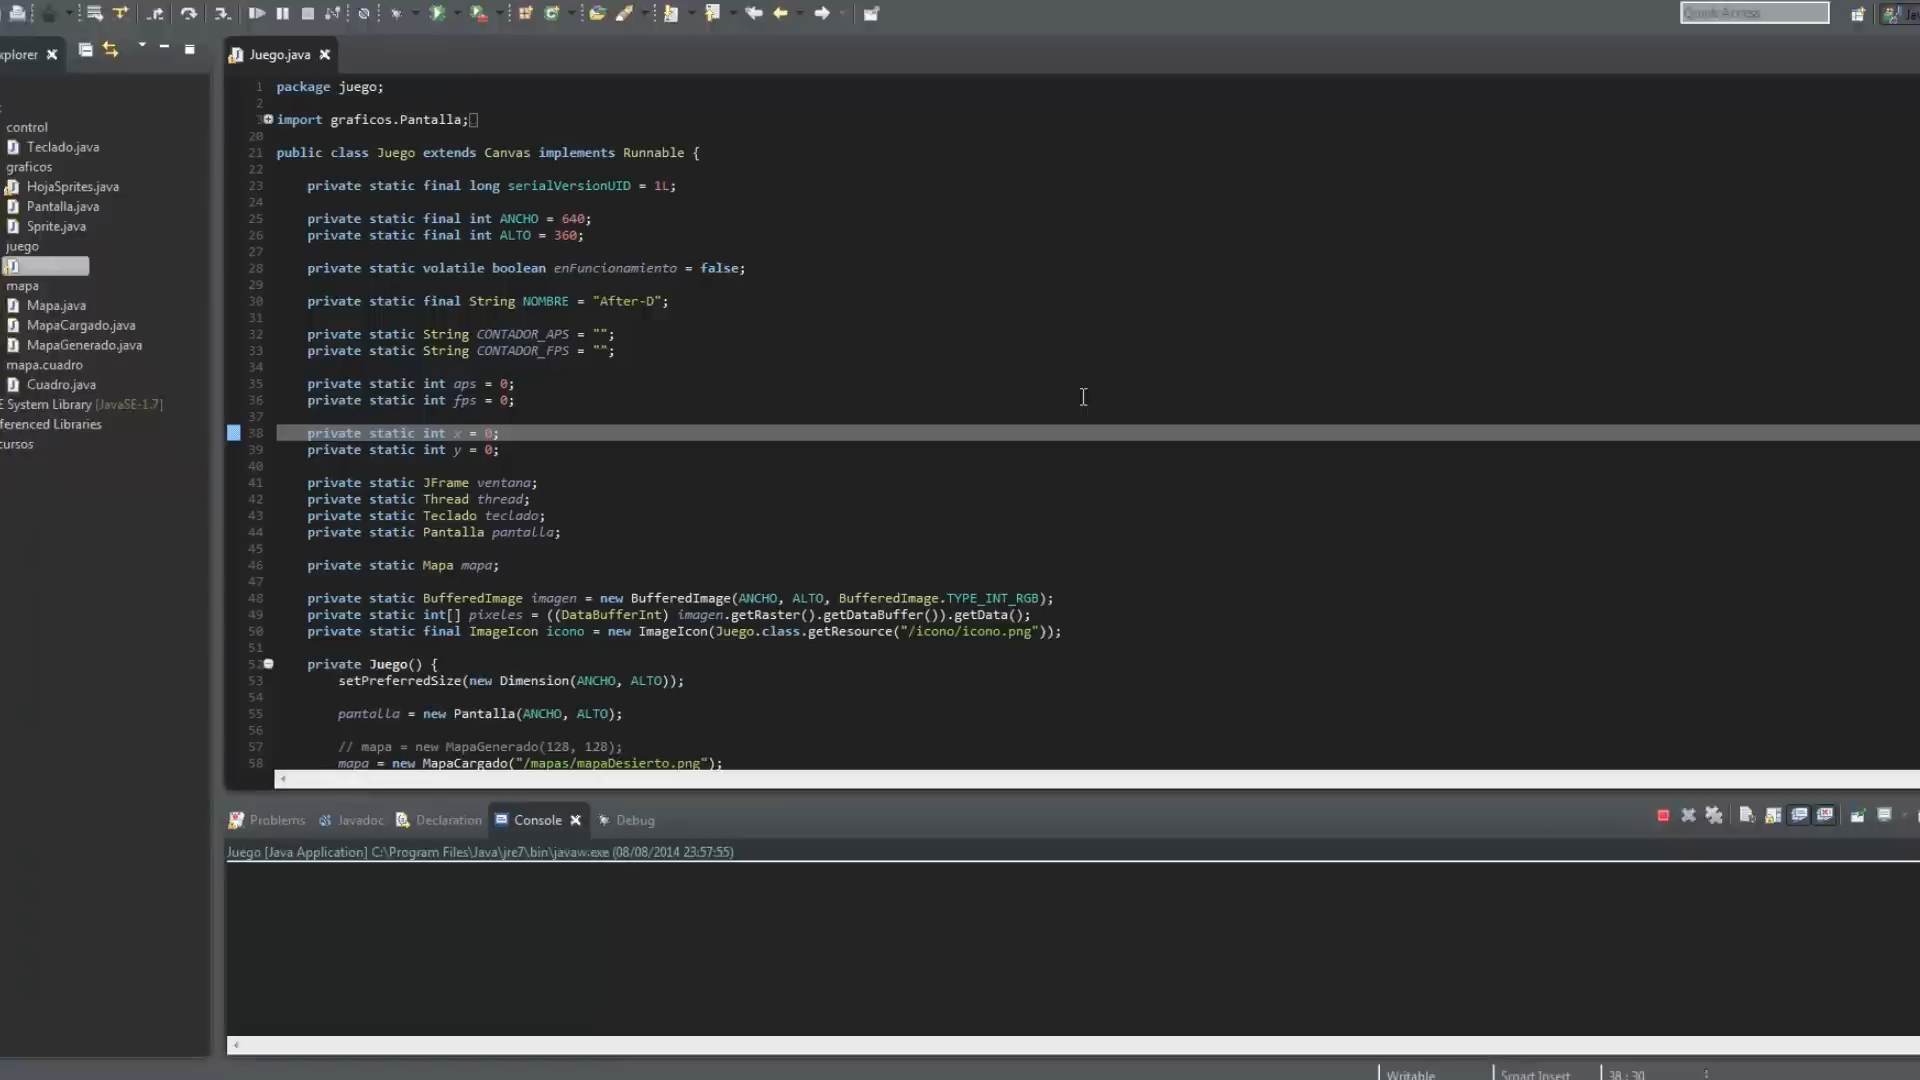 Quick Access
xplorer
Juego.java
control
Teclado.java
graficos
HojaSprites.java
Pantalla.java
Sprite.java
juego
mapa
Mapa.java
MapaCargado.java
MapaGenerado.java
mapa.cuadro
Cuadro.java
E System Library [JavaSE-1.7]
ferenced Libraries
cursos
1 package juego;
2
3 import graficos.Pantalla;
20
21 public class Juego extends Canvas implements Runnable {
22
23 private static final long serialVersionUID = 1L;
24
25 private static final int ANCHO = 640;
26 private static final int ALTO = 360;
27
28 private static volatile boolean enFuncionamiento = false;
29
30 private static final String NOMBRE = "After-D";
31
32 private static String CONTADOR_APS = "";
33 private static String CONTADOR_FPS = "";
34
35 private static int aps = 0;
36 private static int fps = 0;
37
38 private static int x = 0;
39 private static int y = 0;
40
41 private static JFrame ventana;
42 private static Thread thread;
43 private static Teclado teclado;
44 private static Pantalla pantalla;
45
46 private static Mapa mapa;
47
48 private static BufferedImage imagen = new BufferedImage(ANCHO, ALTO, BufferedImage.TYPE_INT_RGB);
49 private static int[] pixeles = ((DataBufferInt) imagen.getRaster().getDataBuffer()).getData();
50 private static final ImageIcon icono = new ImageIcon(Juego.class.getResource("/icono/icono.png"));
51
52 private Juego() {
53 setPreferredSize(new Dimension(ANCHO, ALTO));
54
55 pantalla = new Pantalla(ANCHO, ALTO);
56
57 // mapa = new MapaGenerado(128, 128);
58 mapa = new MapaCargado("/mapas/mapaDesierto.png");
Problems Javadoc Declaration Console Debug
Juego [Java Application] C:\Program Files\Java\jre7\bin\javaw.exe (08/08/2014 23:57:55)
Writable Smart Insert 38 : 30